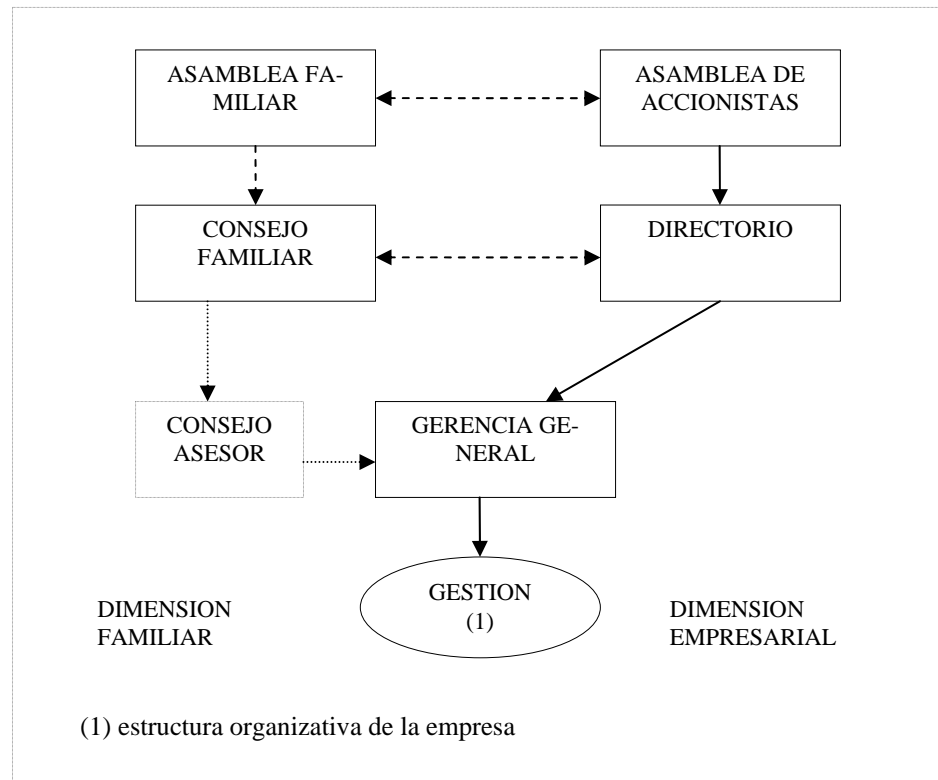 ASAMBLEA FA-
MILIAR
ASAMBLEA DE
ACCIONISTAS
CONSEJO
FAMILIAR
DIRECTORIO
CONSEJO
ASESOR
GERENCIA GE-
NERAL
GESTION
(1)
DIMENSION
FAMILIAR
DIMENSION
EMPRESARIAL
(1) estructura organizativa de la empresa